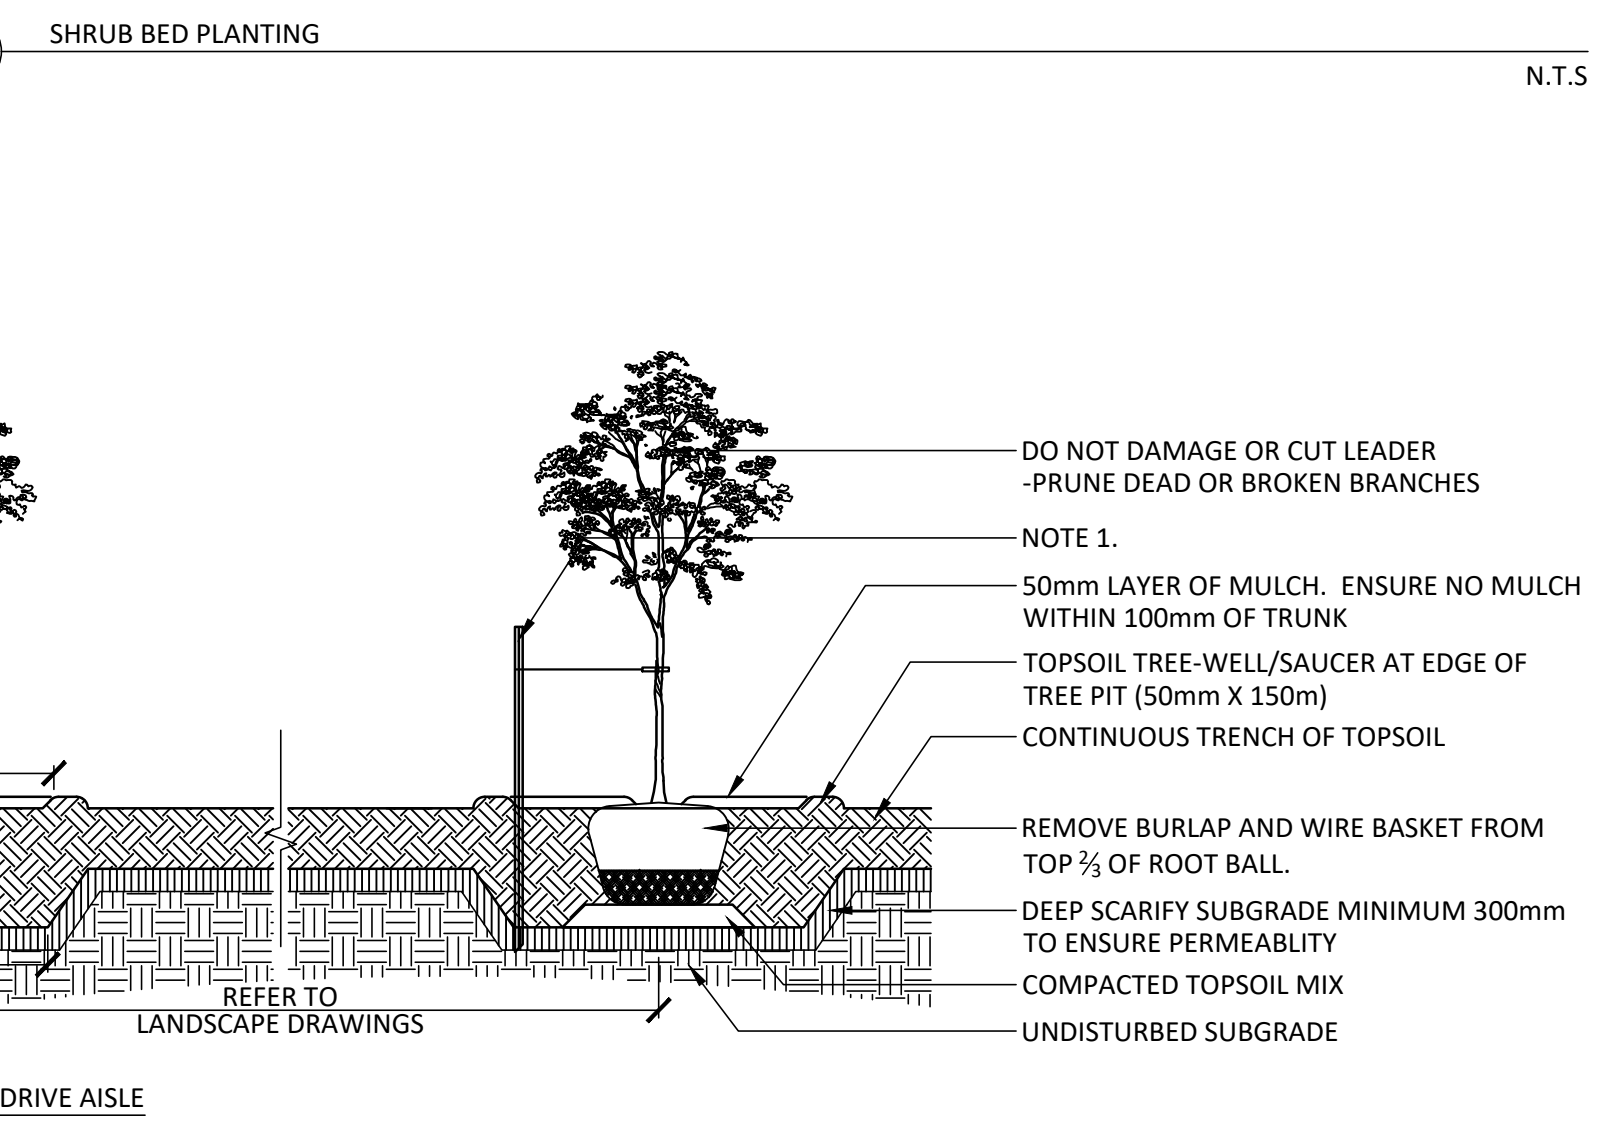 SHRUB BED PLANTING
N.T.S
DO NOT DAMAGE OR CUT LEADER
-PRUNE DEAD OR BROKEN BRANCHES
NOTE 1.
50mm LAYER OF MULCH.  ENSURE NO MULCH
WITHIN 100mm OF TRUNK
TOPSOIL TREE-WELL/SAUCER AT EDGE OF
TREE PIT (50mm X 150m)
CONTINUOUS TRENCH OF TOPSOIL
REMOVE BURLAP AND WIRE BASKET FROM
TOP ⅔ OF ROOT BALL.
DEEP SCARIFY SUBGRADE MINIMUM 300mm
TO ENSURE PERMEABLITY
COMPACTED TOPSOIL MIX
UNDISTURBED SUBGRADE
REFER TO
LANDSCAPE DRAWINGS
DRIVE AISLE